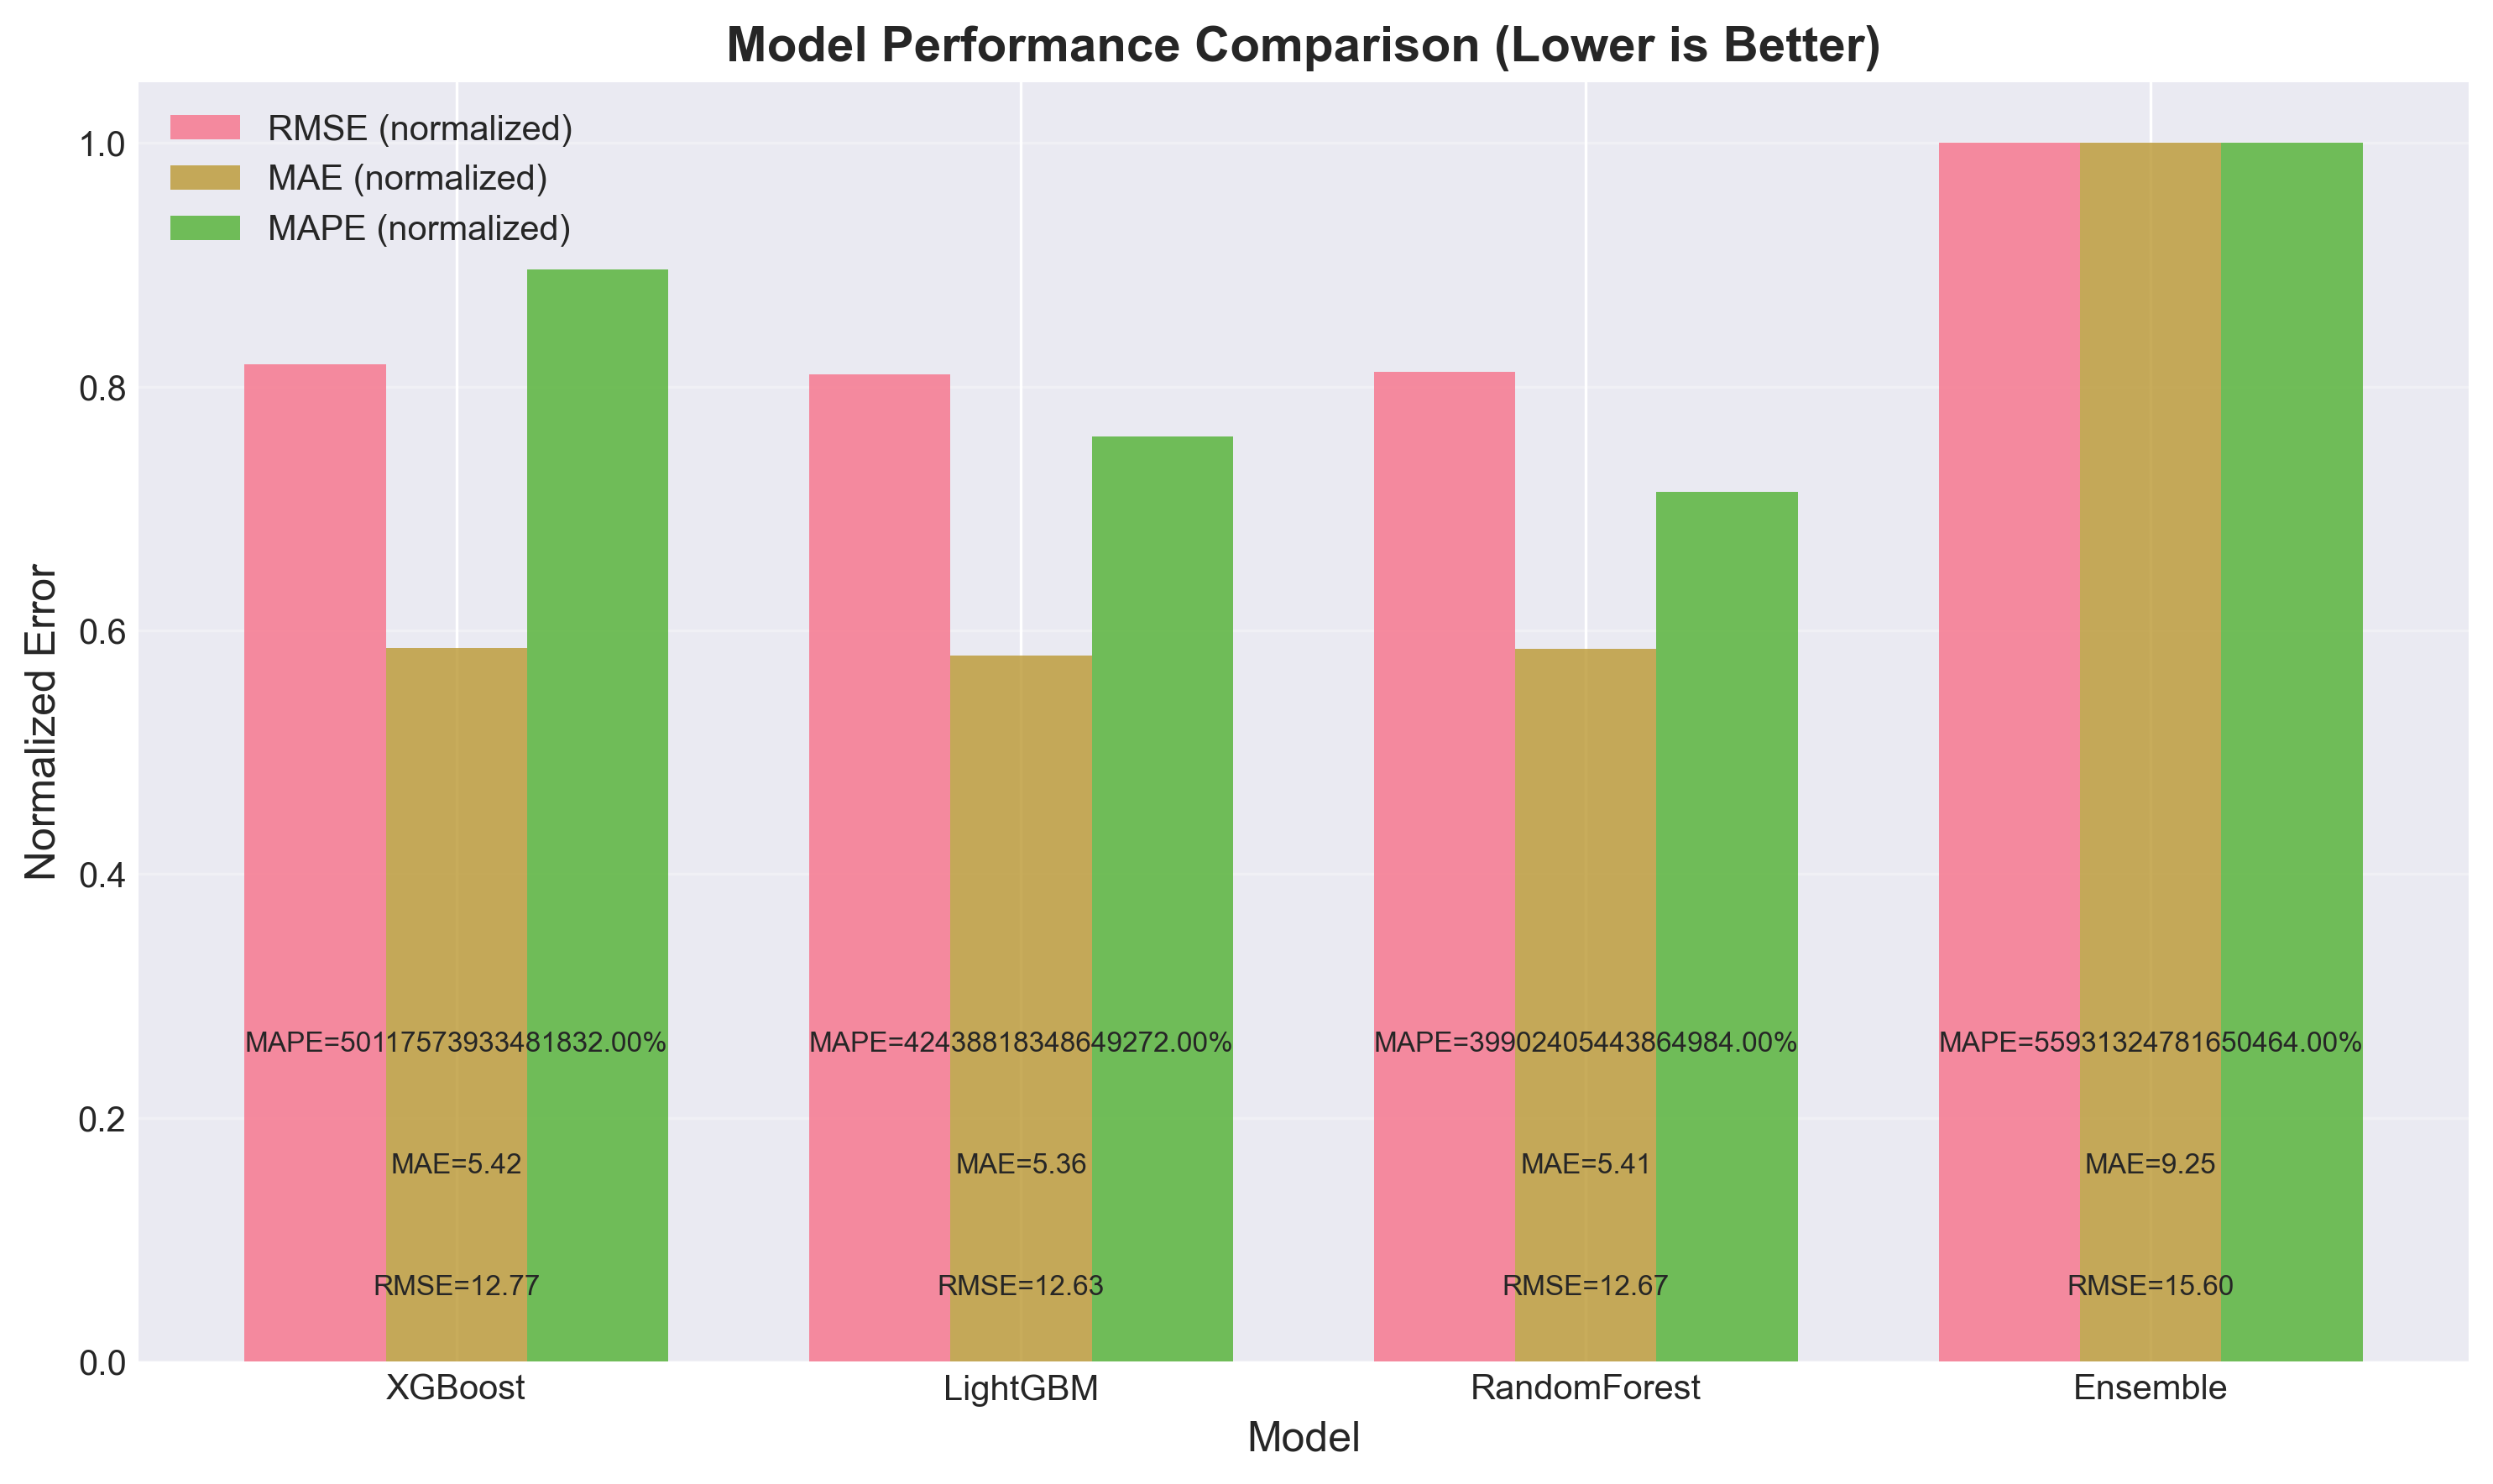 Model Performance Comparison (Lower is Better)
RMSE (normalized)
MAE (normalized)
MAPE (normalized)
Normalized Error
1.0
0.8
0.6
0.4
0.2
0.0
MAPE=50117573933481832.00%
MAE=5.42
RMSE=12.77
MAPE=42438818348649272.00%
MAE=5.36
RMSE=12.63
MAPE=39902405443864984.00%
MAE=5.41
RMSE=12.67
MAPE=55931324781650464.00%
MAE=9.25
RMSE=15.60
XGBoost
LightGBM
RandomForest
Ensemble
Model